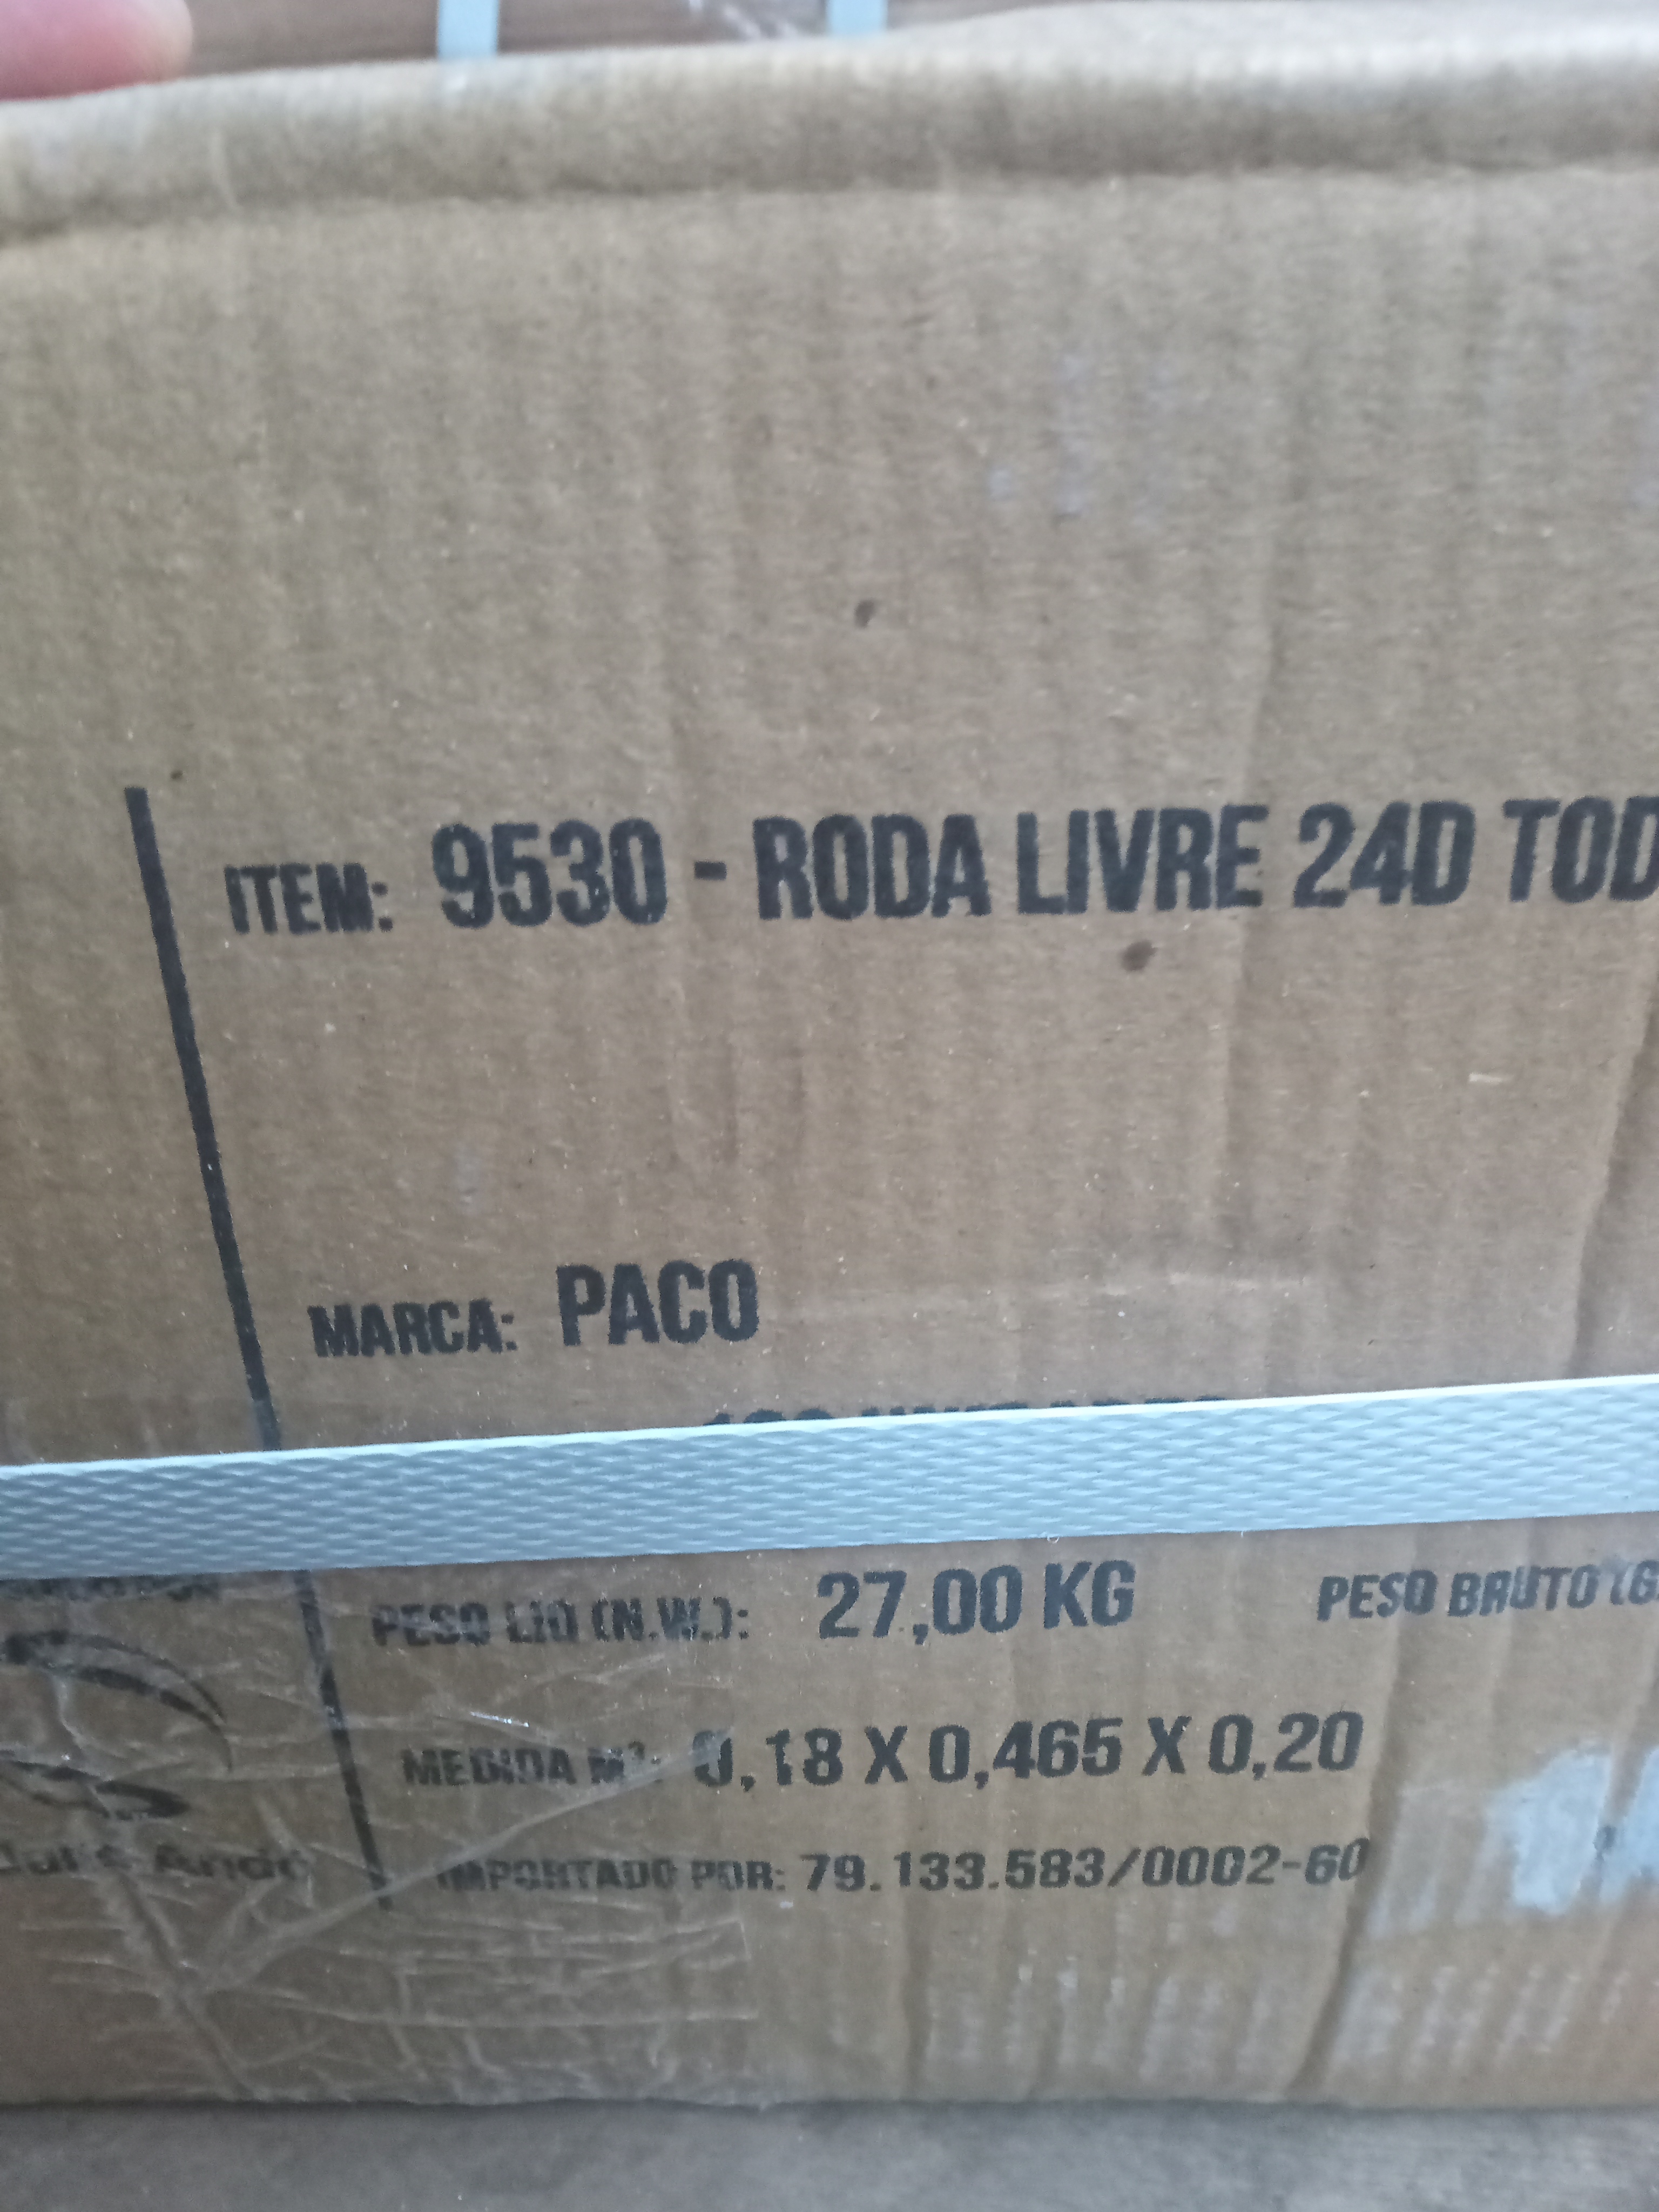 ITEM: 9530 - RODA LIVRE 24D TOD
MARCA: PACO
PESO LIQ (N.W.): 27,00 KG PESO BRUTO (G.
MEDIDA M³: 0,18 X 0,465 X 0,20
IMPORTADO POR: 79.133.583/0002-60